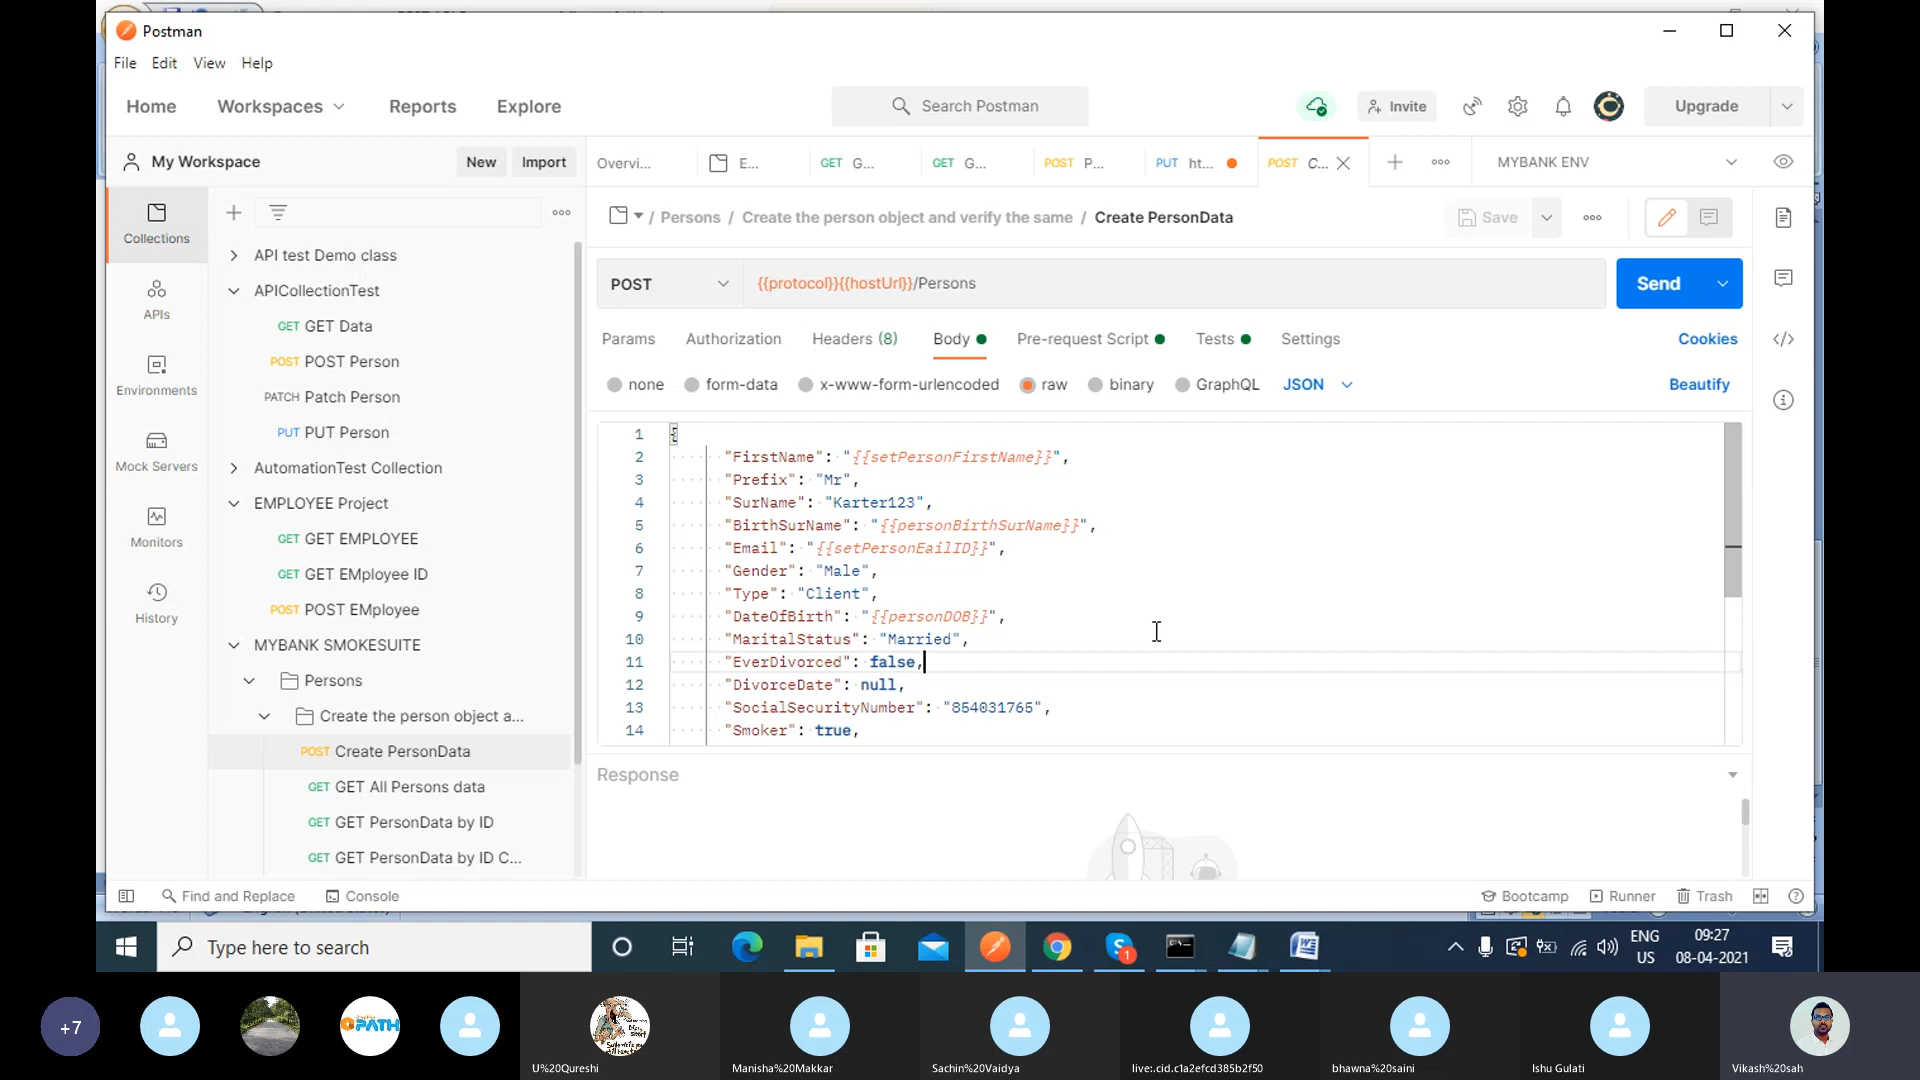 Postman
File Edit View Help
Home Workspaces Reports Explore
Search Postman
Invite
Upgrade
My Workspace
New Import
Overvi... E... GET G... GET G... POST P... PUT ht... POST C... MYBANK ENV
Collections
APIs
Environments
Mock Servers
Monitors
History
API test Demo class
APICollectionTest
GET GET Data
POST POST Person
PATCH Patch Person
PUT PUT Person
AutomationTest Collection
EMPLOYEE Project
GET GET EMPLOYEE
GET GET EMployee ID
POST POST EMployee
MYBANK SMOKESUITE
Persons
Create the person object a...
POST Create PersonData
GET GET All Persons data
GET GET PersonData by ID
GET GET PersonData by ID C...
/ Persons / Create the person object and verify the same / Create PersonData
Save
POST {{protocol}}{{hostUrl}}/Persons
Send
Params Authorization Headers (8) Body Pre-request Script Tests Settings Cookies
none form-data x-www-form-urlencoded raw binary GraphQL JSON Beautify
1 {
2 "FirstName": "{{setPersonFirstName}}",
3 "Prefix": "Mr",
4 "SurName": "Karter123",
5 "BirthSurName": "{{personBirthSurName}}",
6 "Email": "{{setPersonEailID}}",
7 "Gender": "Male",
8 "Type": "Client",
9 "DateOfBirth": "{{personDOB}}",
10 "MaritalStatus": "Married",
11 "EverDivorced": false,
12 "DivorceDate": null,
13 "SocialSecurityNumber": "854031765",
14 "Smoker": true,
Response
Find and Replace Console
Bootcamp Runner Trash
Type here to search
ENG
US
09:27
08-04-2021
+7
PATH
U%20Qureshi
Manisha%20Makkar
Sachin%20Vaidya
live:.cid.c1a2efcd385b2f50
bhawna%20saini
Ishu Gulati
Vikash%20sah